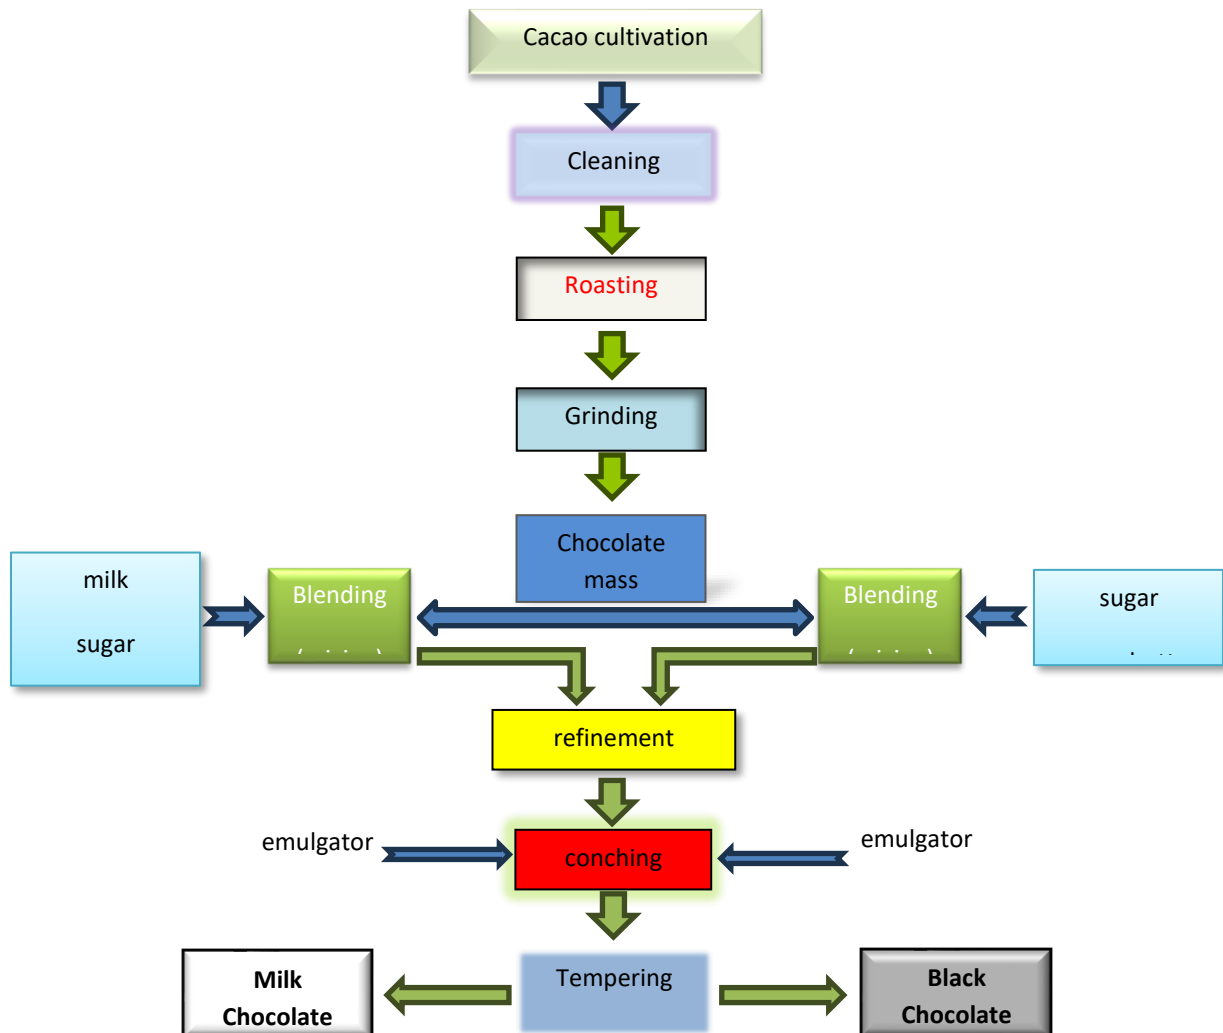 Cacao cultivation
Cleaning
Roasting
Grinding
Chocolate
mass
milk
sugar
Blending
Blending
sugar
refinement
emulgator
conching
emulgator
Tempering
Milk
Chocolate
Black
Chocolate